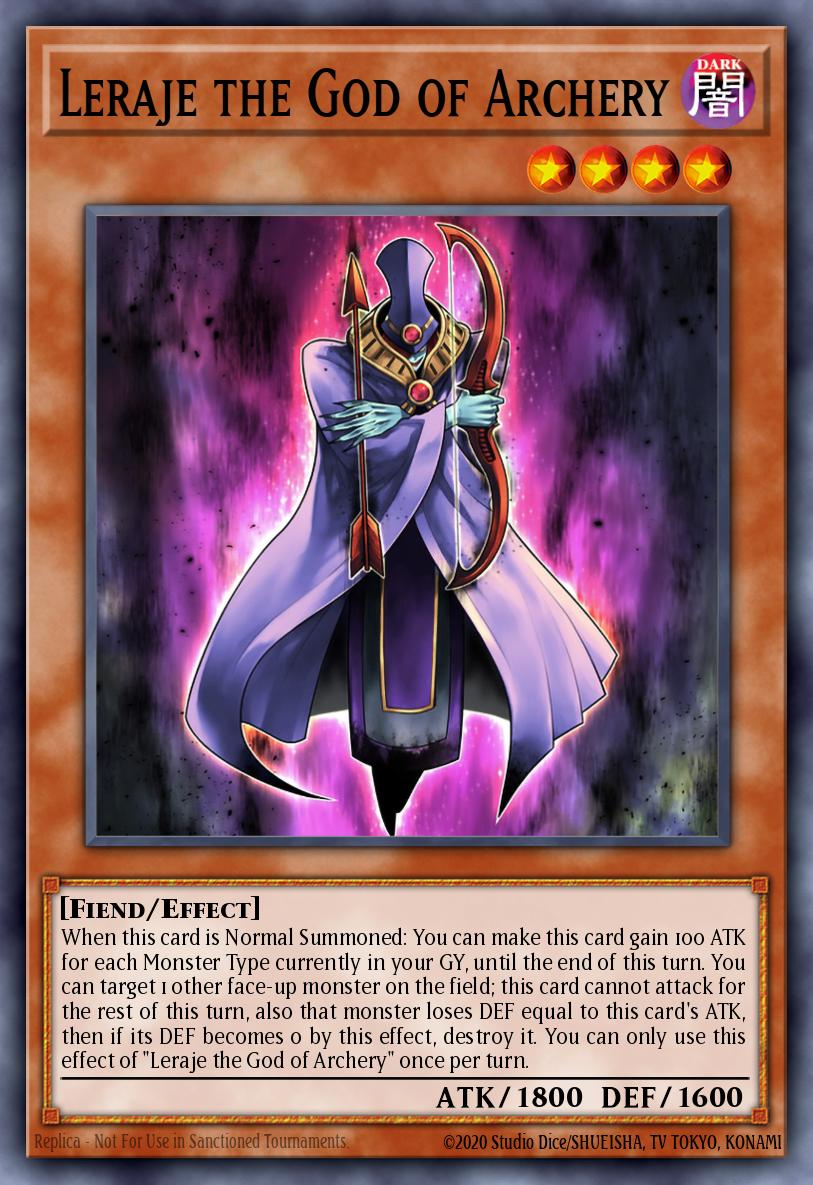 Leraje the God of Archery
DARK
闇
[Fiend/Effect]
When this card is Normal Summoned: You can make this card gain 100 ATK
for each Monster Type currently in your GY, until the end of this turn. You
can target 1 other face-up monster on the field; this card cannot attack for
the rest of this turn, also that monster loses DEF equal to this card's ATK,
then if its DEF becomes 0 by this effect, destroy it. You can only use this
effect of "Leraje the God of Archery" once per turn.
ATK/1800 DEF/1600
Replica - Not For Use in Sanctioned Tournaments.
©2020 Studio Dice/SHUEISHA, TV TOKYO, KONAMI